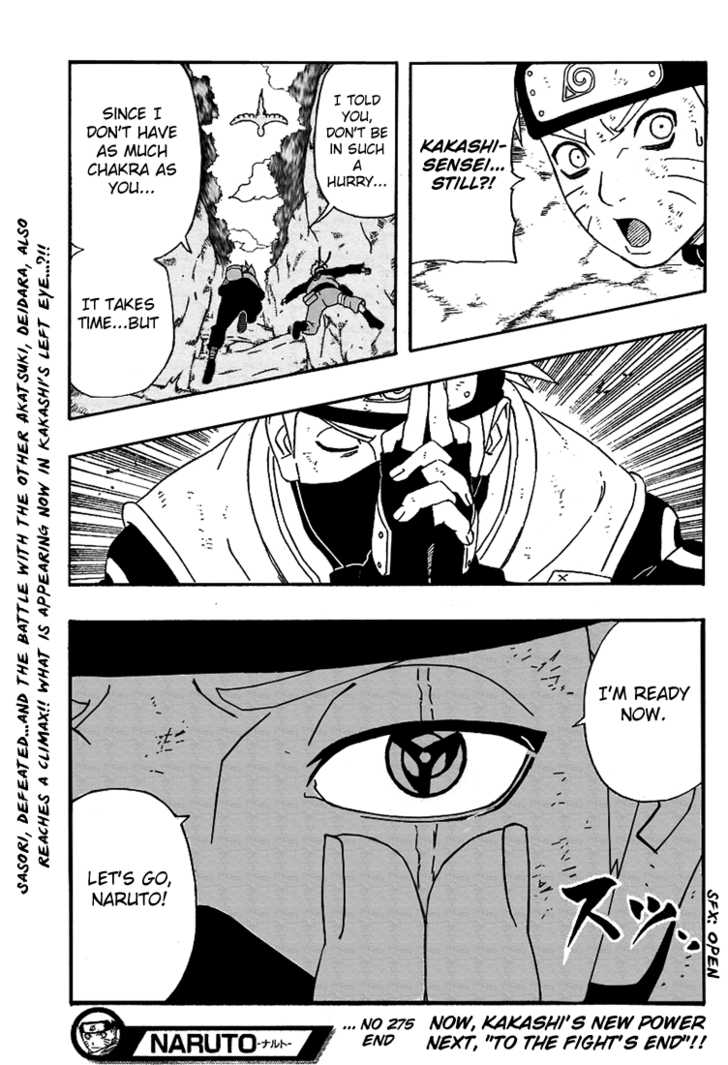 KAKASHI-
SENSEI...
STILL?!
I TOLD
YOU,
DON'T BE
IN SUCH
A
HURRY...
SINCE I
DON'T HAVE
AS MUCH
CHAKRA AS
YOU...
IT TAKES
TIME...BUT
I'M READY
NOW.
LET'S GO,
NARUTO!
スッ...
SFX: OPEN
SASORI, DEFEATED...AND THE BATTLE WITH THE OTHER AKATSUKI, DEIDARA, ALSO
REACHES A CLIMAX!! WHAT IS APPEARING NOW IN KAKASHI'S LEFT EYE...?!!
NARUTO-ナルト-
... NO 275
END
NOW, KAKASHI'S NEW POWER
NEXT, "TO THE FIGHT'S END"!!